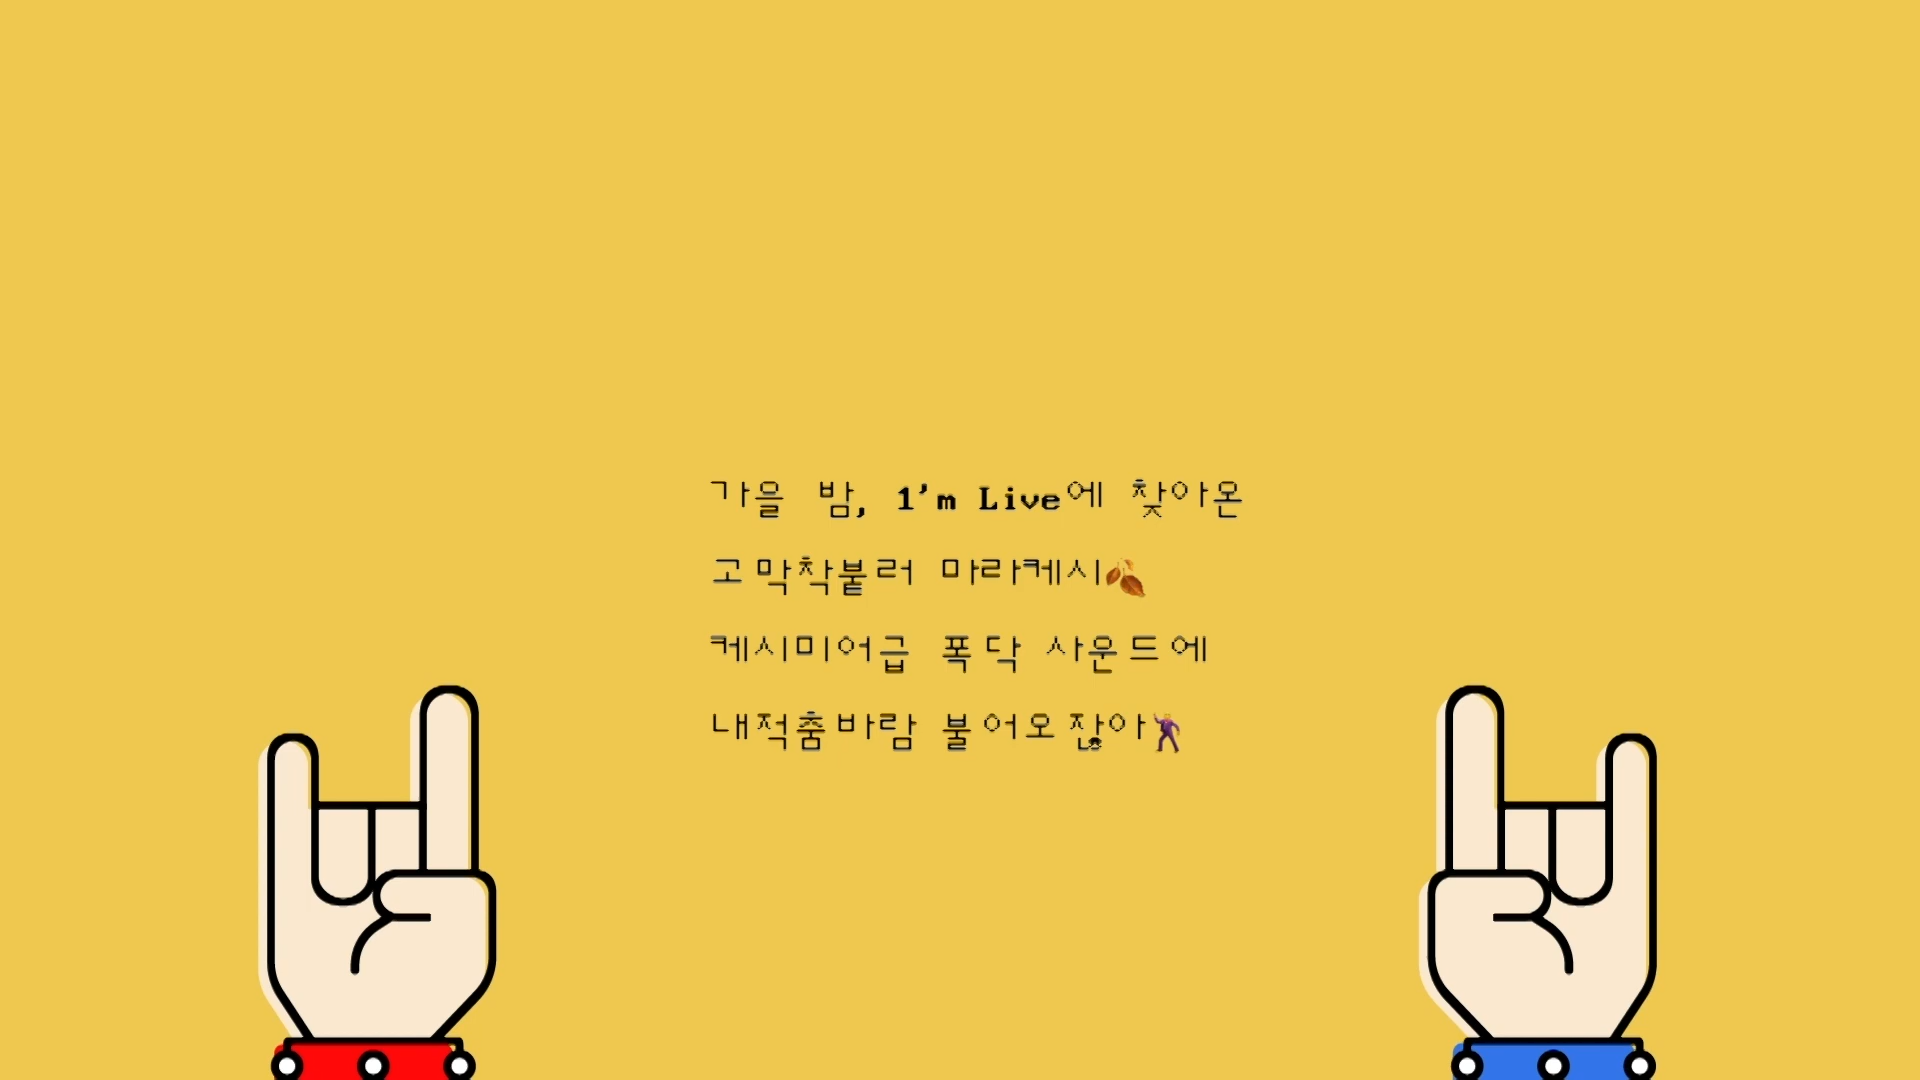 가을 밤, I'm Live에 찾아온
고막착붙러 마라케시🍂
케시미어급 폭닥 사운드에
내적춤바람 불어오잖아🕺